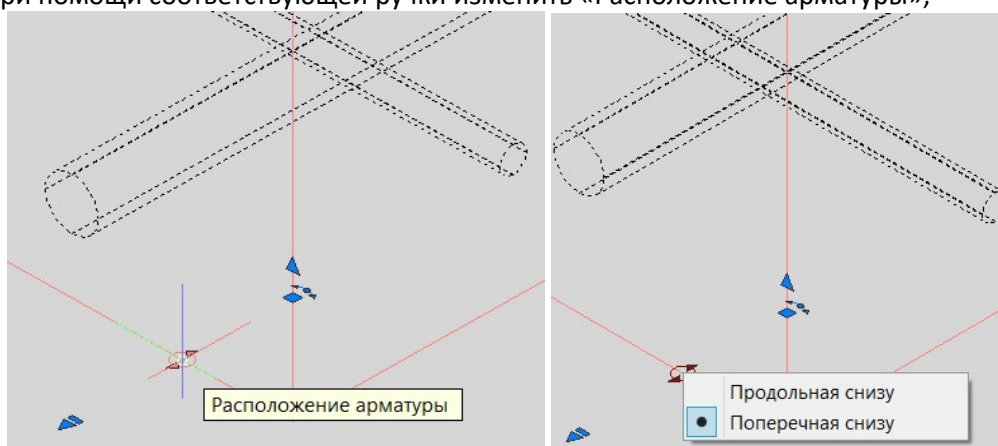 ри помощи соответствующей ручки изменить «Расположение арматуры»;
Расположение арматуры
Продольная снизу
Поперечная снизу